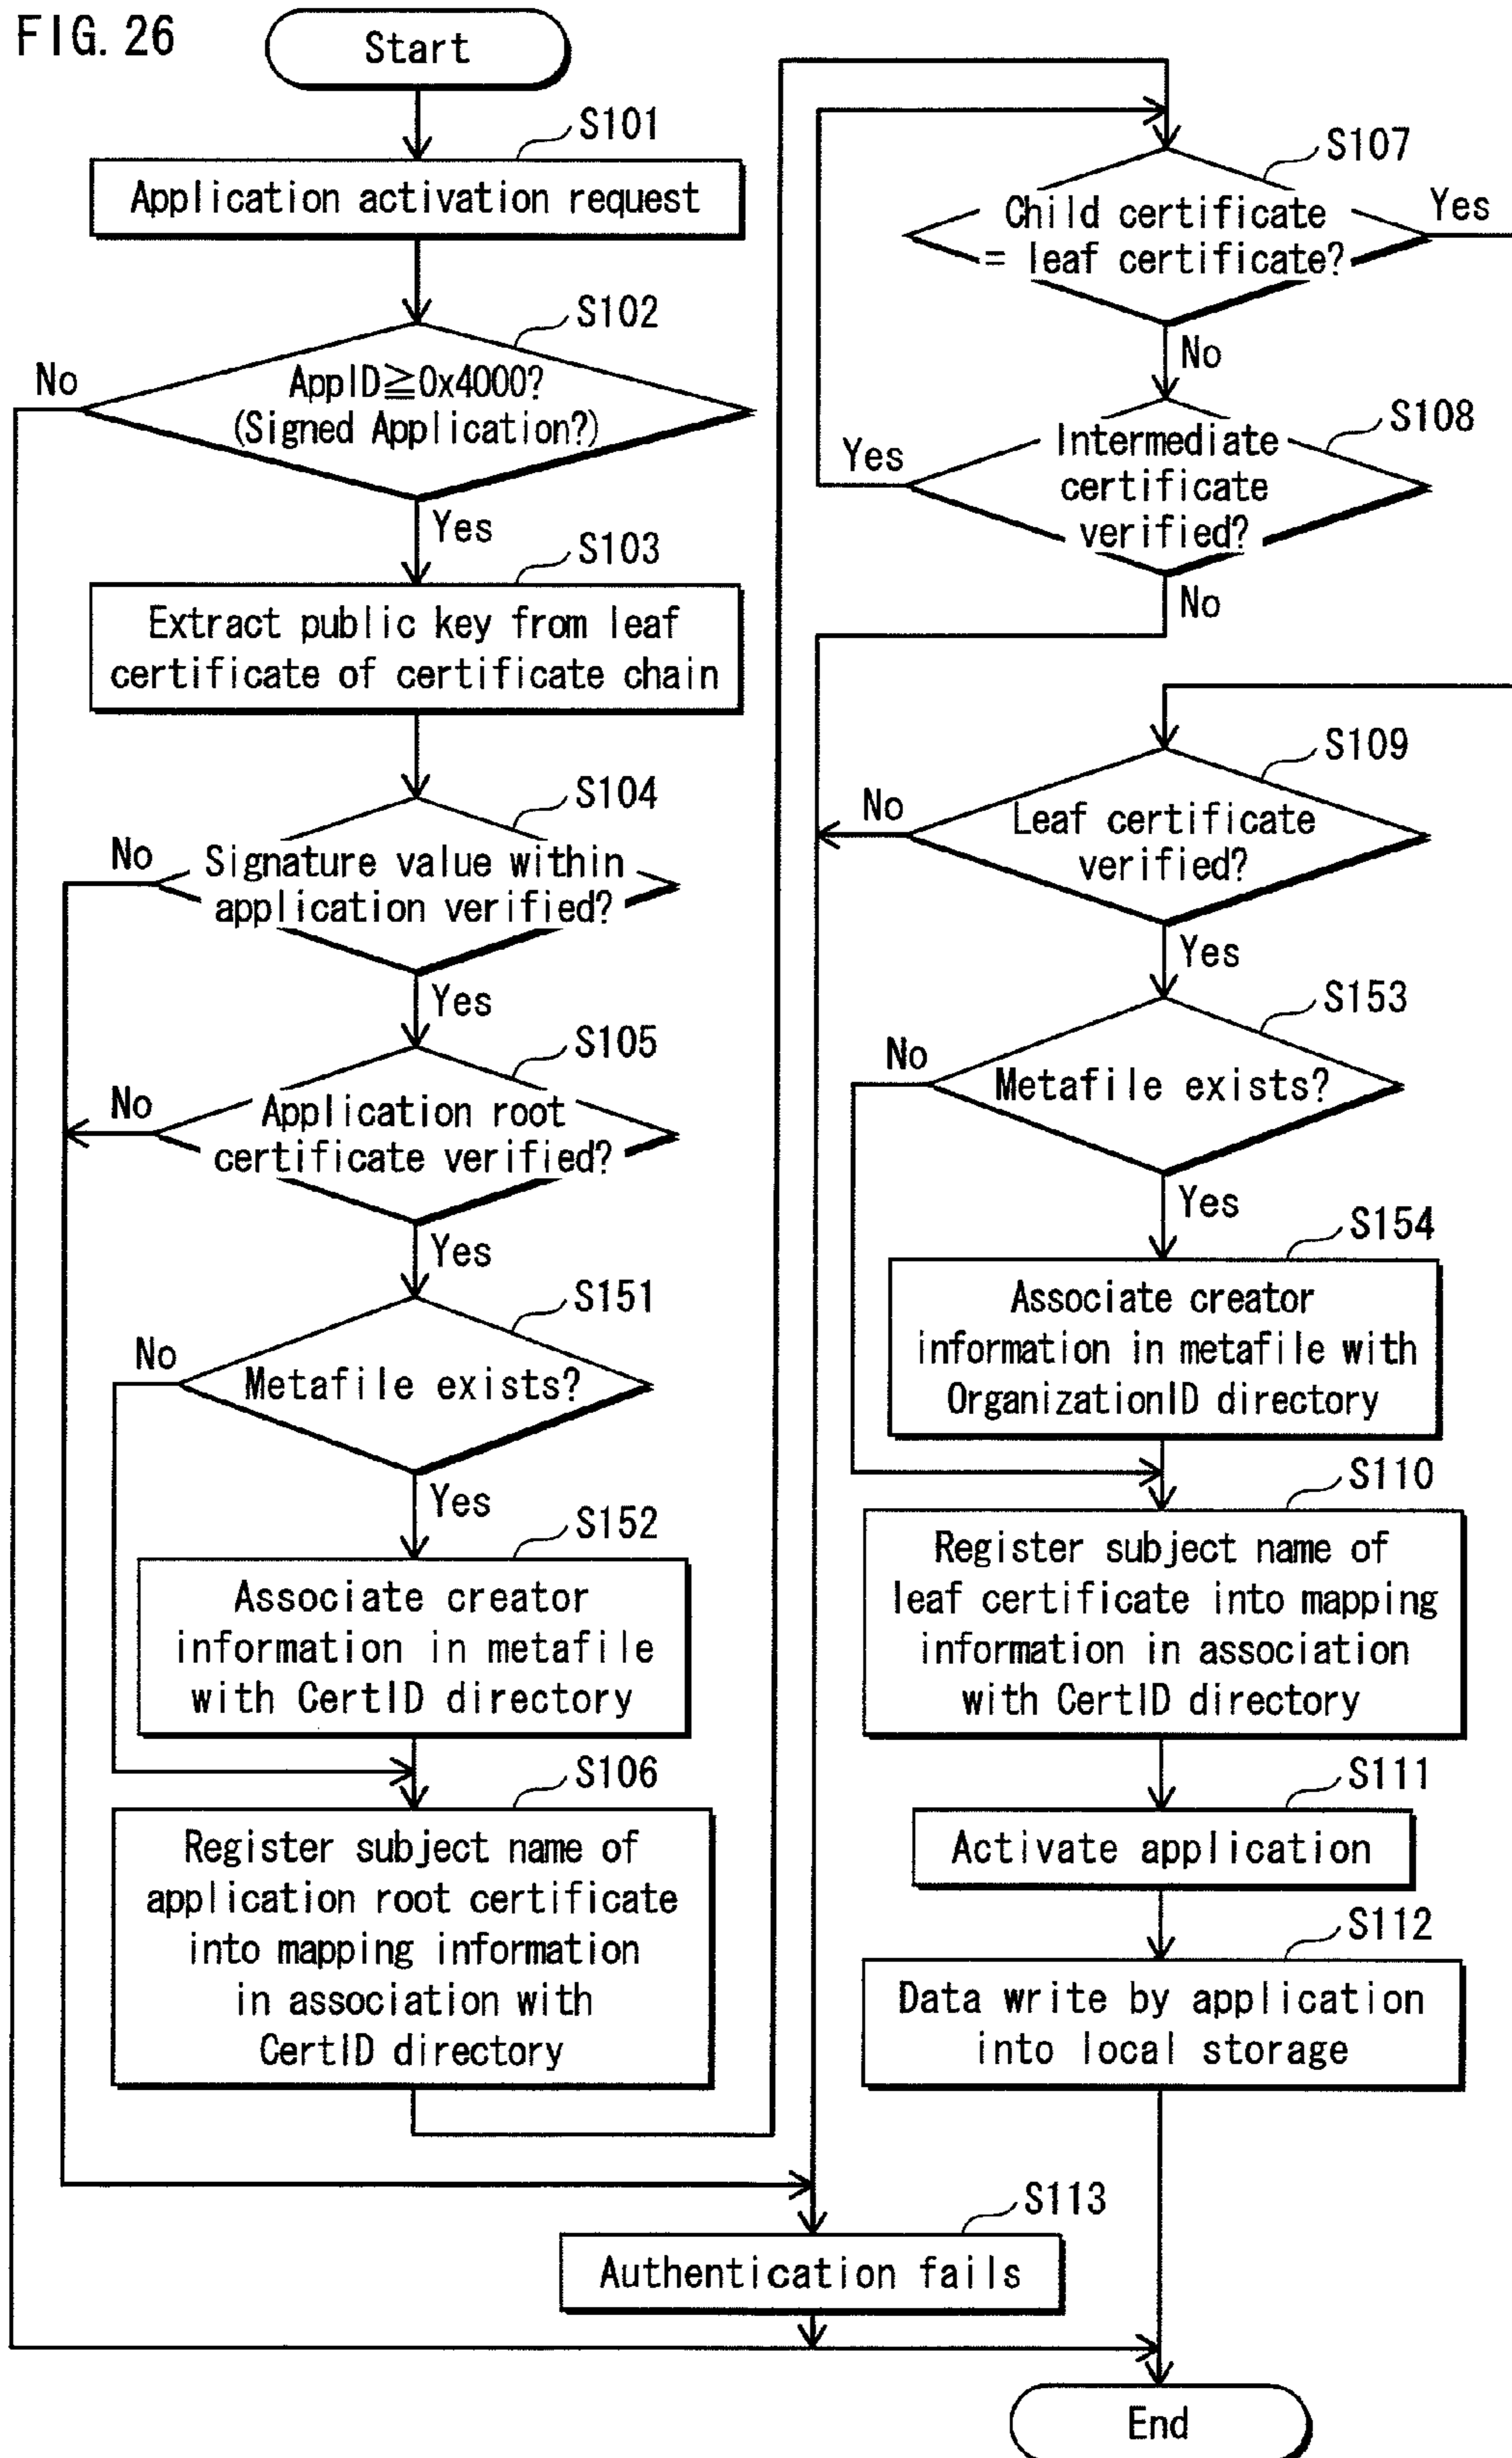 FIG. 26
Start
S101
Application activation request
S102
No
AppID≧0x4000?
(Signed Application?)
Yes
S103
Extract public key from leaf
certificate of certificate chain
S104
No
Signature value within
application verified?
Yes
S105
No
Application root
certificate verified?
Yes
S151
No
Metafile exists?
Yes
S152
Associate creator
information in metafile
with CertID directory
S106
Register subject name of
application root certificate
into mapping information
in association with
CertID directory
S107
Child certificate
= leaf certificate?
Yes
No
S108
Yes
Intermediate
certificate
verified?
No
S109
No
Leaf certificate
verified?
Yes
S153
No
Metafile exists?
Yes
S154
Associate creator
information in metafile with
OrganizationID directory
S110
Register subject name of
leaf certificate into mapping
information in association
with CertID directory
S111
Activate application
S112
Data write by application
into local storage
S113
Authentication fails
End